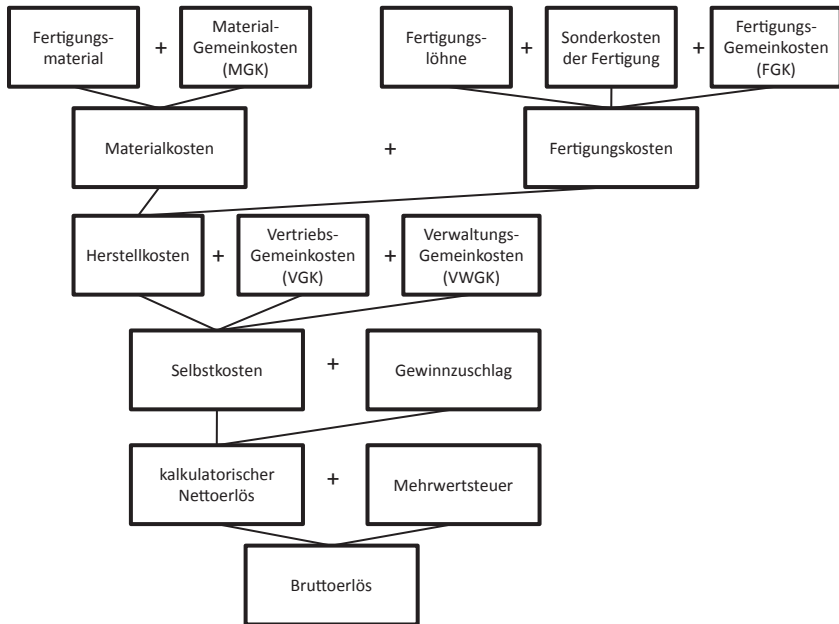 Fertigungs-
material
+
Material-
Gemeinkosten
(MGK)
Fertigungs-
löhne
+
Sonderkosten
der Fertigung
+
Fertigungs-
Gemeinkosten
(FGK)
Materialkosten
+
Fertigungskosten
Herstellkosten
+
Vertriebs-
Gemeinkosten
(VGK)
+
Verwaltungs-
Gemeinkosten
(VWGK)
Selbstkosten
+
Gewinnzuschlag
kalkulatorischer
Nettoerlös
+
Mehrwertsteuer
Bruttoerlös